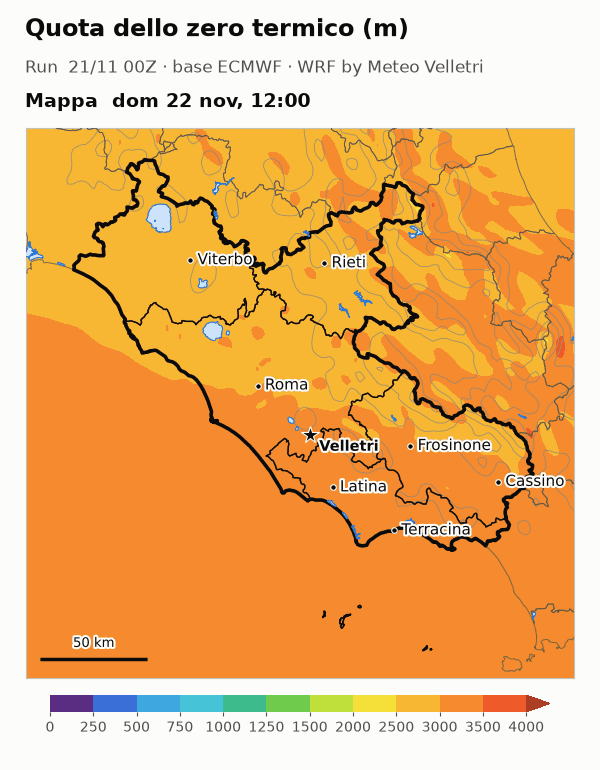 Quota dello zero termico (m)
Run  21/11 00Z · base ECMWF · WRF by Meteo Velletri
Mappa  dom 22 nov, 12:00
Viterbo
Rieti
Roma
Velletri
Frosinone
Cassino
Latina
Terracina
50 km
0 250 500 750 1000 1250 1500 2000 2500 3000 3500 4000